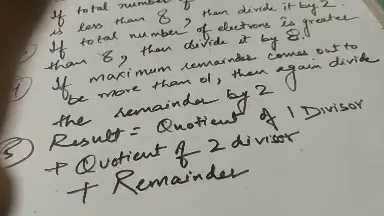 If total number
is less than 8, then divide it by 2.
If total number of electrons is greater
than 8, then divide it by 8.
If maximum remainder comes out to
be more than 01, then again divide
the remainder by 2
③ Result = Quotient of 1 Divisor
+ Quotient of 2 divisor
+ Remainder